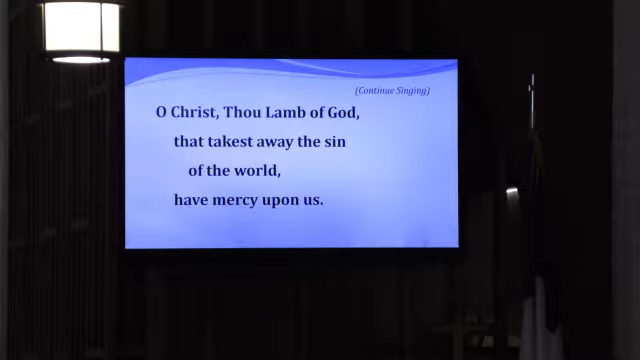 (Continue Singing)
O Christ, Thou Lamb of God,
that takest away the sin
of the world,
have mercy upon us.